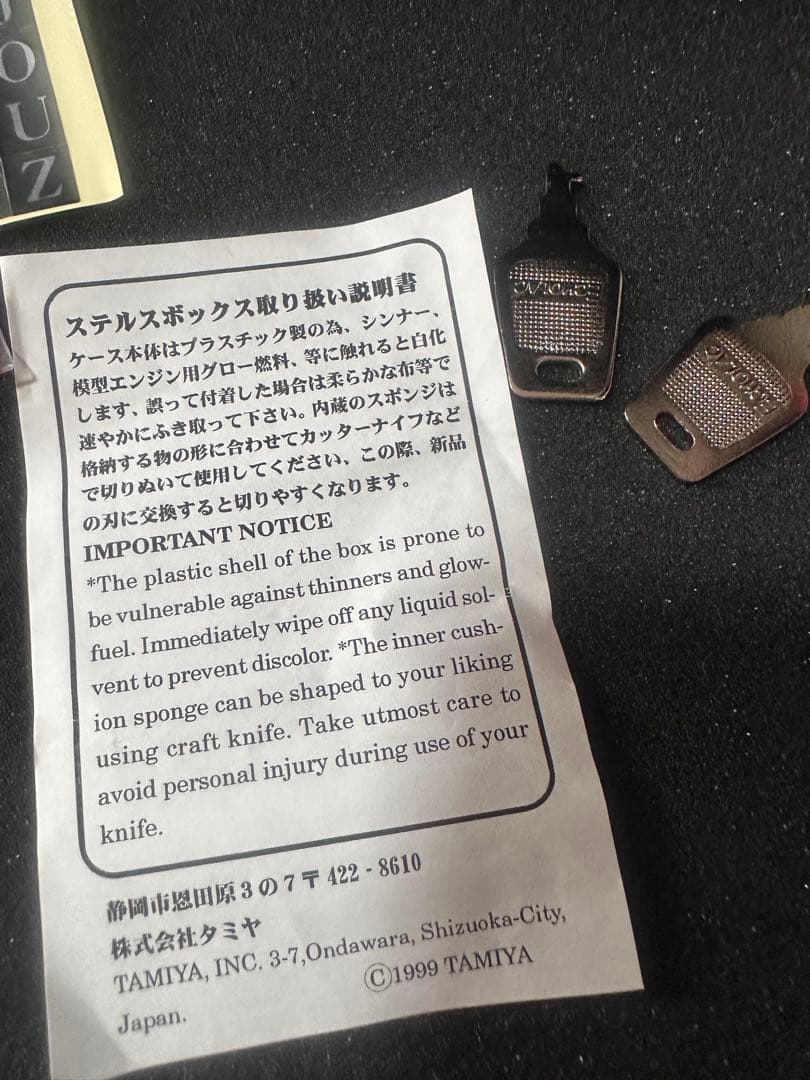 J
O
U
Z
ステルスボックス取り扱い説明書
ケース本体はプラスチック製の為、シンナー、
模型エンジン用グロー燃料、等に触れると白化
します、誤って付着した場合は柔らかな布等で
速やかにふき取って下さい。内蔵のスポンジは
格納する物の形に合わせてカッターナイフなど
で切りぬいて使用してください、この際、新品
の刃に交換すると切りやすくなります。
IMPORTANT NOTICE
*The plastic shell of the box is prone to
be vulnerable against thinners and glow-
fuel. Immediately wipe off any liquid sol-
vent to prevent discolor. *The inner cush-
ion sponge can be shaped to your liking
using craft knife. Take utmost care to
avoid personal injury during use of your
knife.
静岡市恩田原3の7〒422-8610
株式会社タミヤ
TAMIYA, INC. 3-7,Ondawara, Shizuoka-City,
Japan.
©1999 TAMIYA